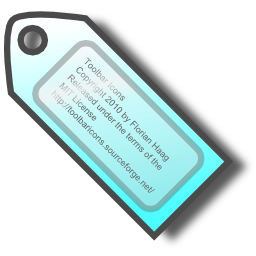 Toolbar Icons
Copyright 2010 by Florian Haag
Released under the terms of the
MIT License
http://toolbaricons.sourceforge.net/